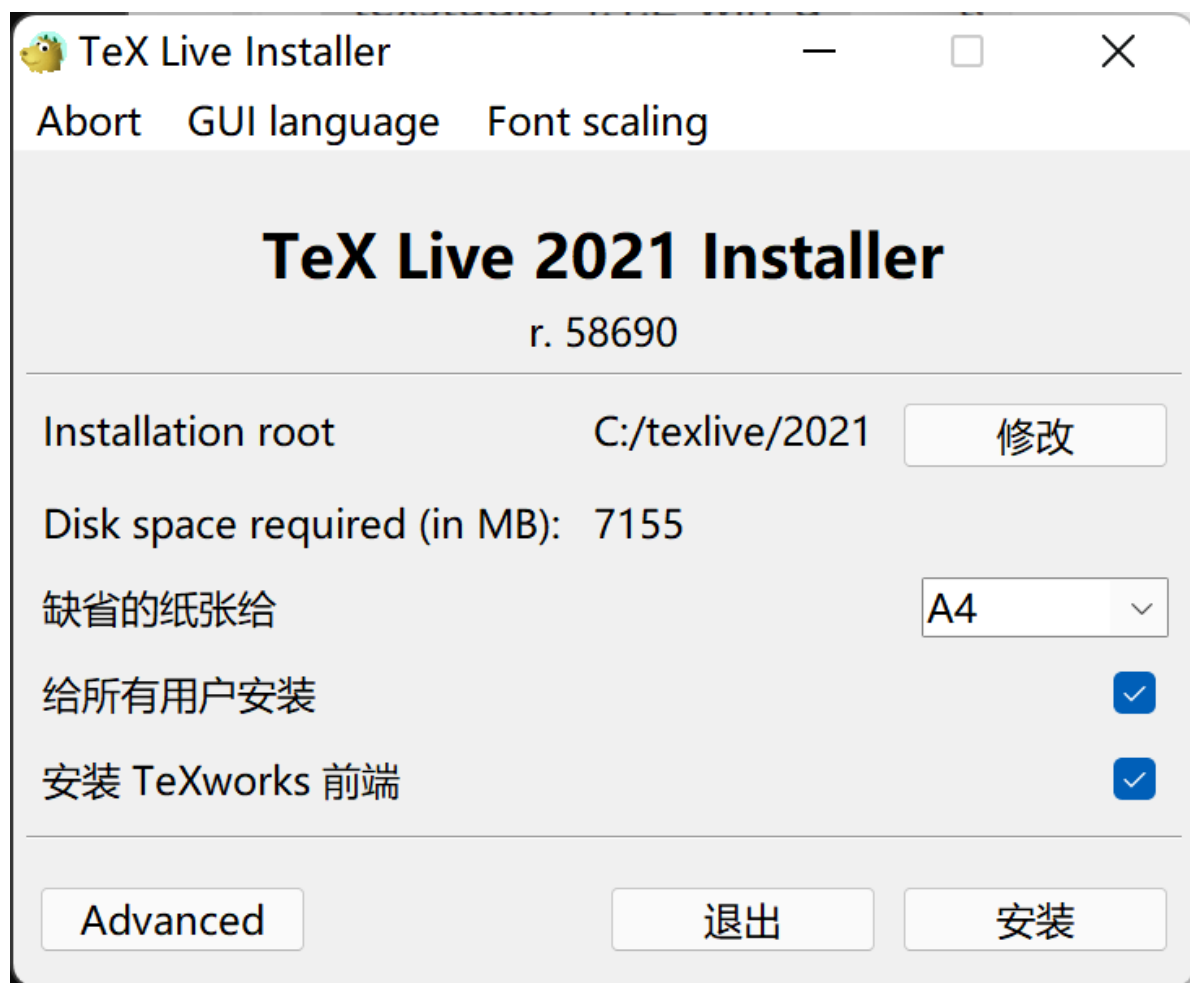 TeX Live Installer
Abort GUI language Font scaling
TeX Live 2021 Installer
r. 58690
Installation root C:/texlive/2021 修改
Disk space required (in MB): 7155
缺省的纸张给 A4
给所有用户安装
安装 TeXworks 前端
Advanced 退出 安装